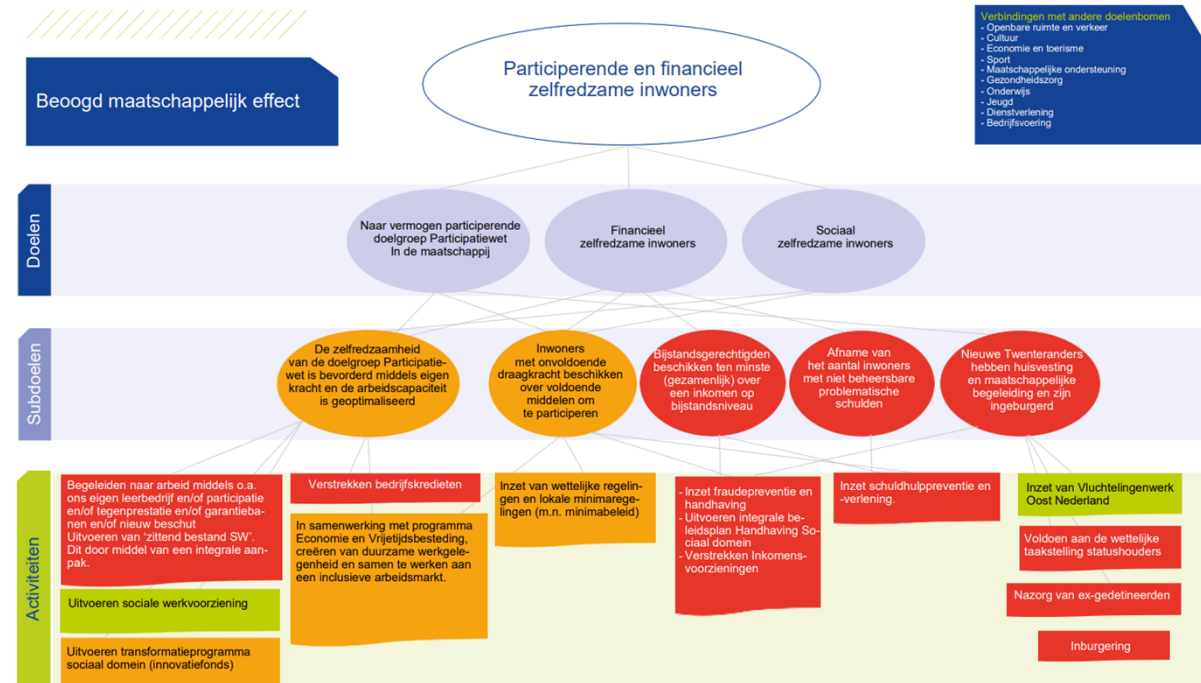 Beoogd maatschappelijk effect
Participerende en financieel
zelfredzame inwoners
Verbindingen met andere doelenbomen
- Openbare ruimte en verkeer
- Cultuur
- Economie en toerisme
- Sport
- Maatschappelijke ondersteuning
- Gezondheidszorg
- Onderwijs
- Jeugd
- Dienstverlening
- Bedrijfsvoering
Doelen
Naar vermogen participerende
doelgroep Participatiewet
In de maatschappij
Financieel
zelfredzame inwoners
Sociaal
zelfredzame inwoners
Subdoelen
De zelfredzaamheid
van de doelgroep Participatie-
wet is bevorderd middels eigen
kracht en de arbeidscapaciteit
is geoptimaliseerd
Inwoners
met onvoldoende
draagkracht beschikken
over voldoende
middelen om
te participeren
Bijstandsgerechtigden
beschikken ten minste
(gezamenlijk) over
een inkomen op
bijstandsniveau
Afname van
het aantal inwoners
met niet beheersbare
problematische
schulden
Nieuwe Twenteranders
hebben huisvesting
en maatschappelijke
begeleiding en zijn
ingeburgerd
Activiteiten
Begeleiden naar arbeid middels o.a.
ons eigen leerbedrijf en/of participatie
en/of tegenprestatie en/of garantieba-
nen en/of nieuw beschut
Uitvoeren van 'zittend bestand SW'.
Dit door middel van een integrale aan-
pak.
Uitvoeren sociale werkvoorziening
Uitvoeren transformatieprogramma
sociaal domein (innovatiefonds)
Verstrekken bedrijfskredieten
In samenwerking met programma
Economie en Vrijetijdsbesteding,
creëren van duurzame werkgele-
genheid en samen te werken aan
een inclusieve arbeidsmarkt.
Inzet van wettelijke regelin-
gen en lokale minimarege-
lingen (m.n. minimabeleid)
- Inzet fraudepreventie en
handhaving
- Uitvoeren integrale be-
leidsplan Handhaving So-
ciaal domein
- Verstrekken Inkomens-
voorzieningen
Inzet schuldhulppreventie en
-verlening.
Inzet van Vluchtelingenwerk
Oost Nederland
Voldoen aan de wettelijke
taakstelling statushouders
Nazorg van ex-gedetineerden
Inburgering